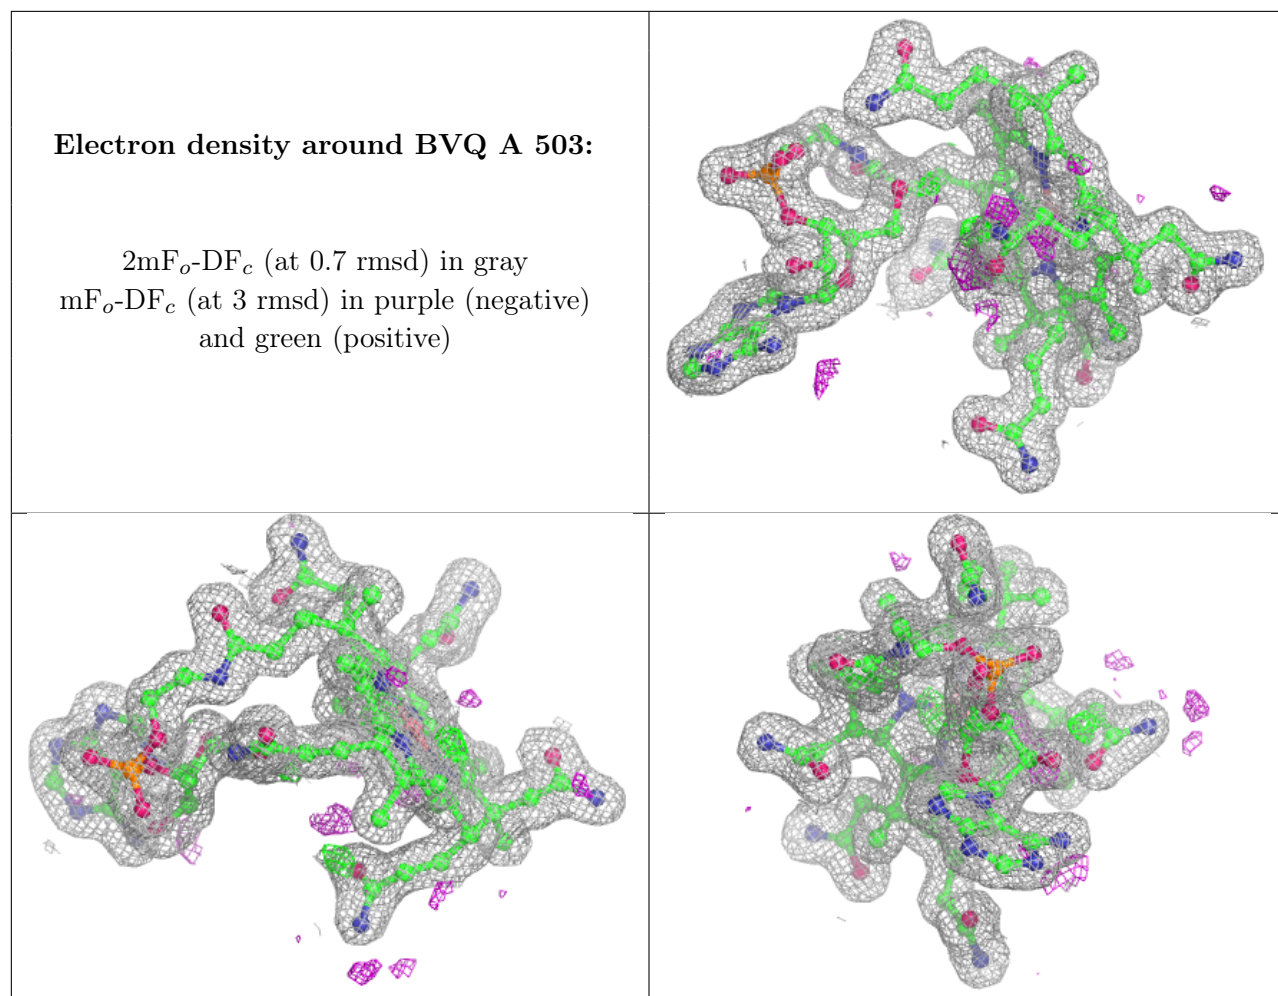 Electron density around BVQ A 503:
2mFo-DFc (at 0.7 rmsd) in gray
mFo-DFc (at 3 rmsd) in purple (negative)
and green (positive)